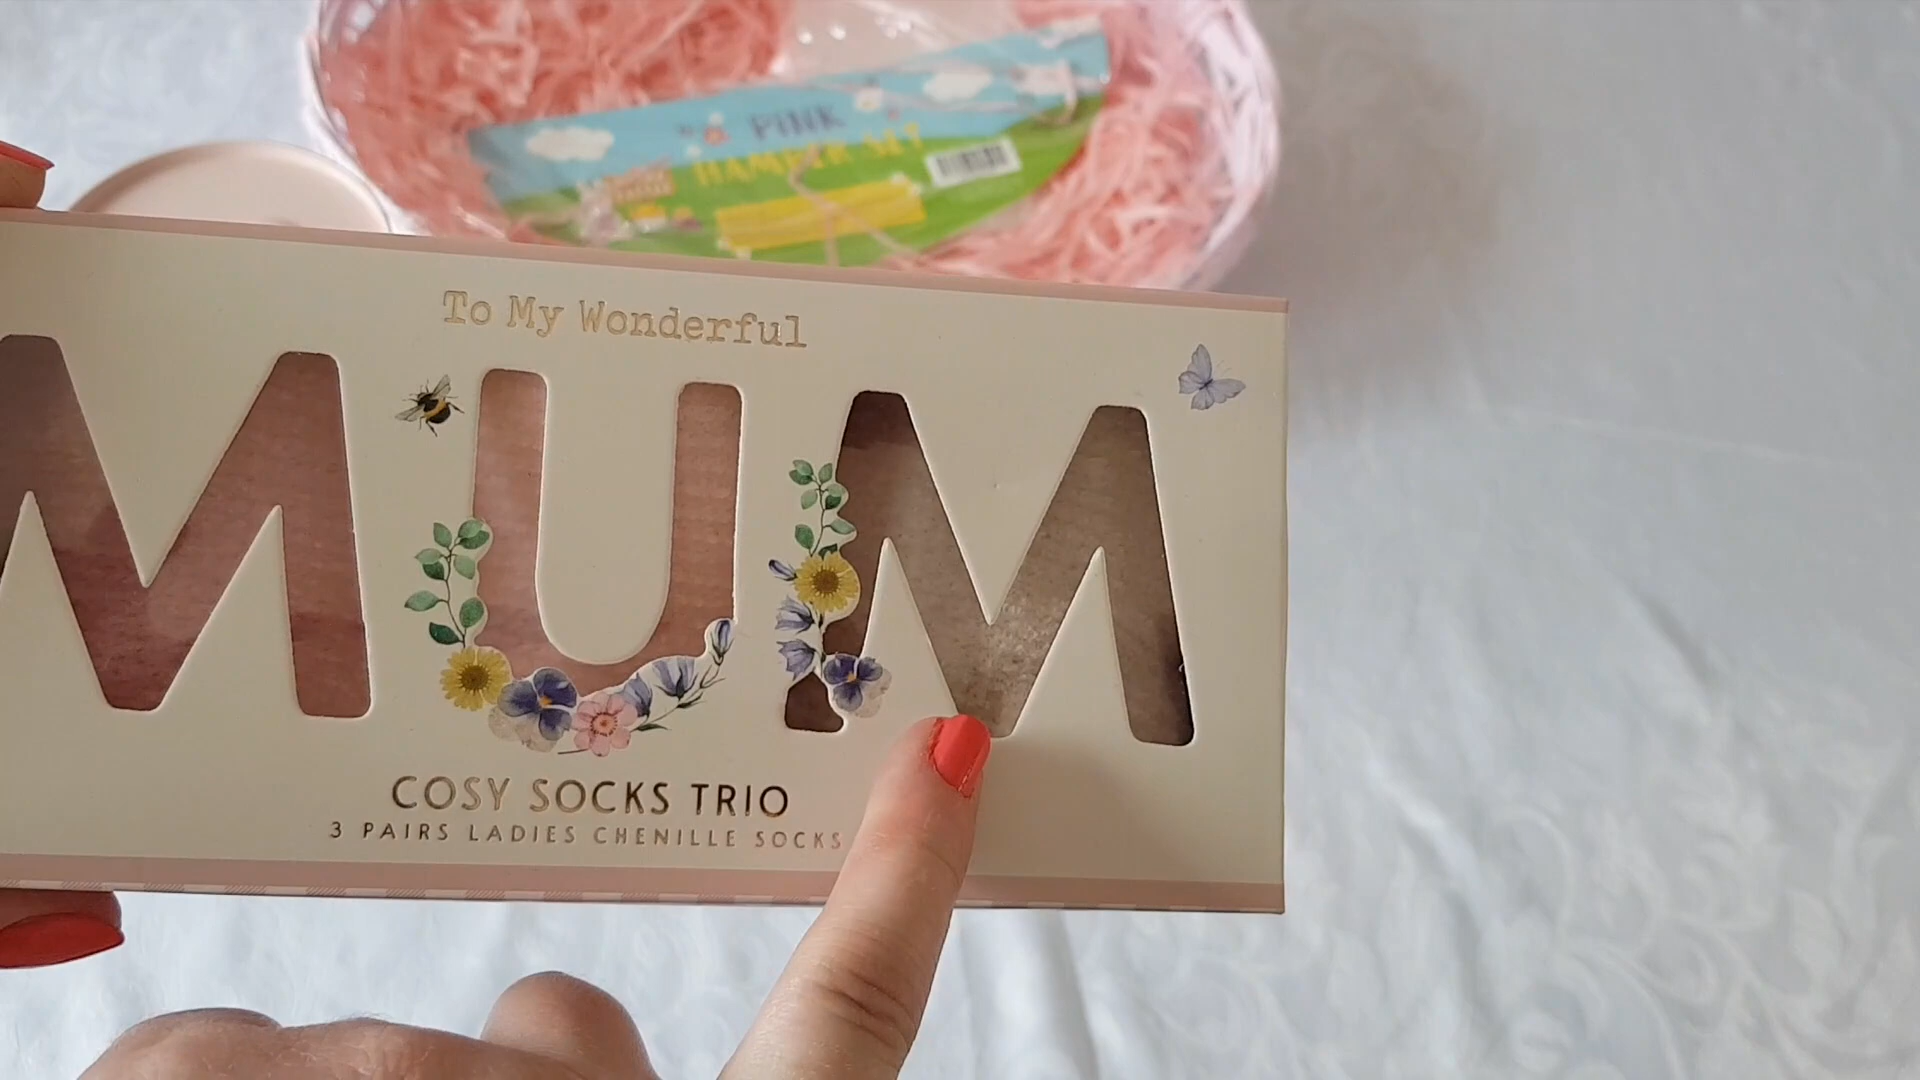 PINK
HAMPER SET
To My Wonderful
MUM
COSY SOCKS TRIO
3 PAIRS LADIES CHENILLE SOCKS